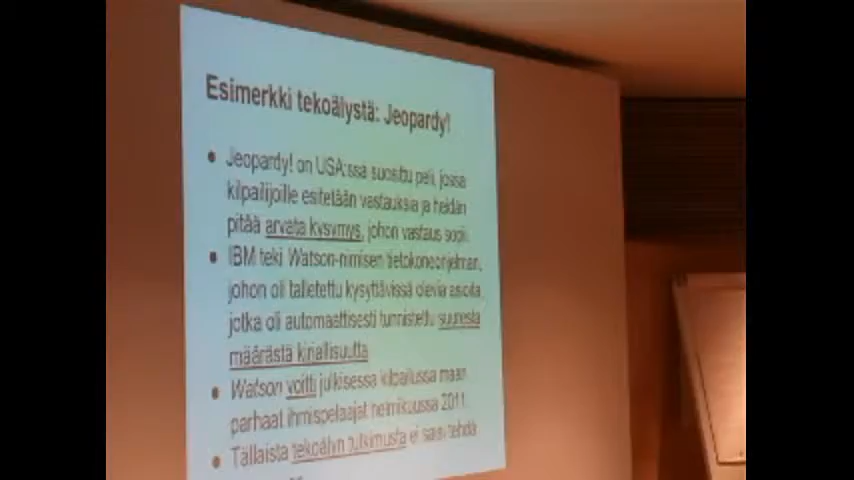 Esimerkki tekoälystä: Jeopardy!
• Jeopardy! on USA:ssa suosittu peli, jossa
kilpailijoille esitetään vastauksia ja heidän
pitää arvata kysymys, johon vastaus sopii.
• IBM teki Watson-nimisen tietokoneohjelman,
johon oli talletettu kysyttävissä olevia asioita,
jotka oli automaattisesti tunnistettu suuresta
määrästä kirjallisuutta
• Watson voitti julkisessa kilpailussa maan
parhaat ihmispelaajat helmikuussa 2011.
• Tällaista tekoälyn tutkimusta ei saisi tehdä